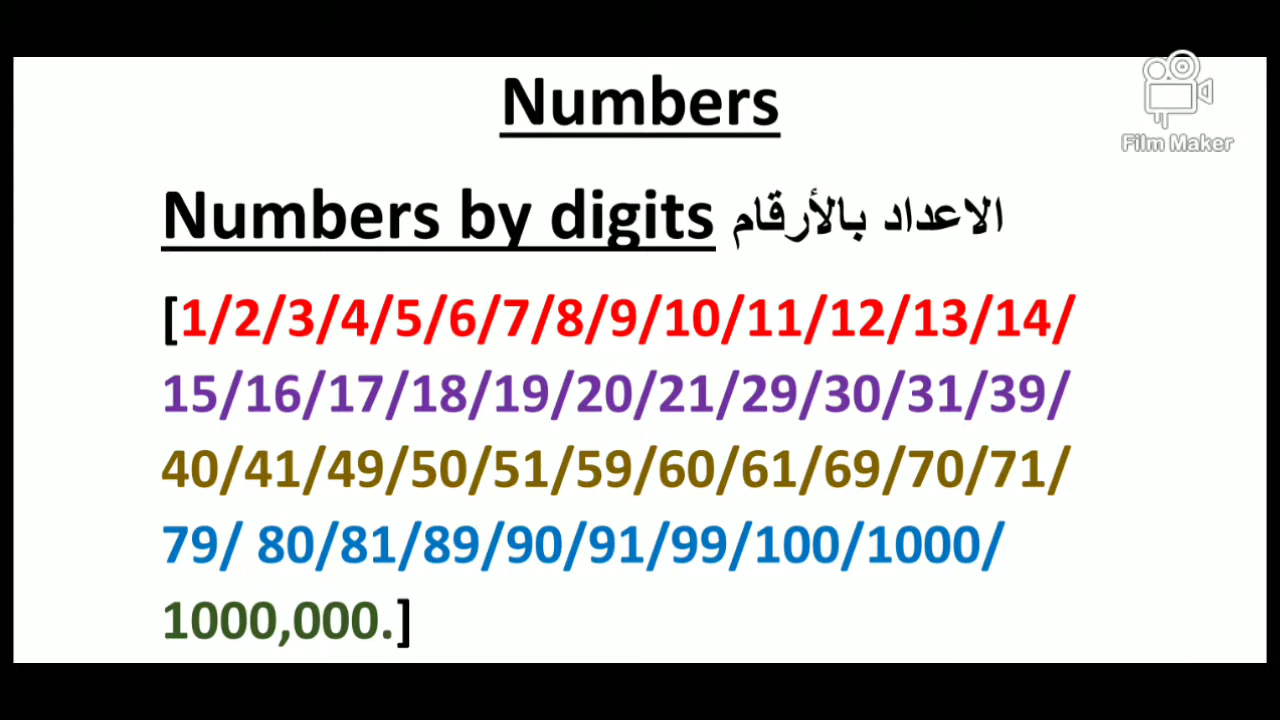 Numbers
Film Maker
Numbers by digits الاعداد بالأرقام
[1/2/3/4/5/6/7/8/9/10/11/12/13/14/
15/16/17/18/19/20/21/29/30/31/39/
40/41/49/50/51/59/60/61/69/70/71/
79/ 80/81/89/90/91/99/100/1000/
1000,000.]